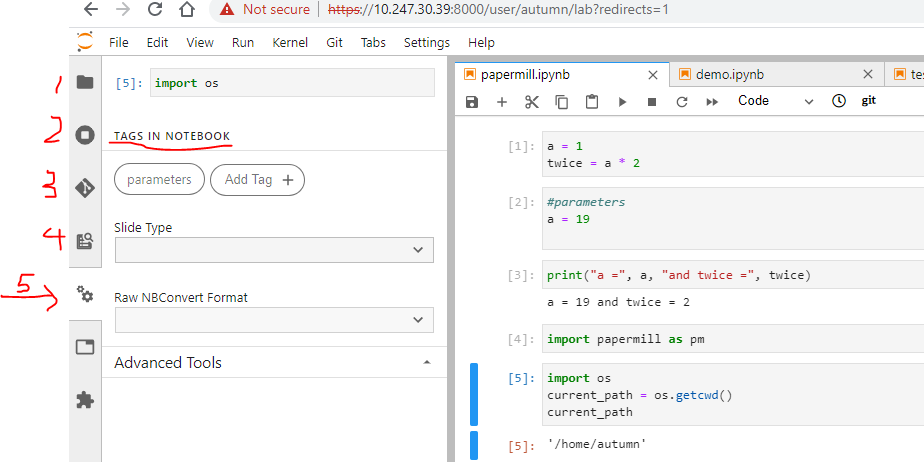 Not secure | https://10.247.30.39:8000/user/autumn/lab?redirects=1
File Edit View Run Kernel Git Tabs Settings Help
1
2
3
4
5
[5]: import os
TAGS IN NOTEBOOK
parameters
Add Tag +
Slide Type
Raw NBConvert Format
Advanced Tools
papermill.ipynb × demo.ipynb × te
Code git
[1]: a = 1
twice = a * 2
[2]: #parameters
a = 19
[3]: print("a =", a, "and twice =", twice)
a = 19 and twice = 2
[4]: import papermill as pm
[5]: import os
current_path = os.getcwd()
current_path
[5]: '/home/autumn'